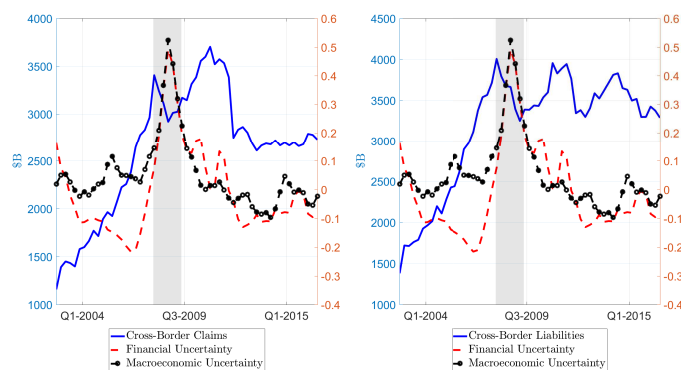 4000
3500
3000
2500
2000
1500
1000
$B
0.6
0.5
0.4
0.3
0.2
0.1
0
-0.1
-0.2
-0.3
-0.4
Q1-2004
Q3-2009
Q1-2015
Cross-Border Claims
Financial Uncertainty
Macroeconomic Uncertainty
4500
4000
3500
3000
2500
2000
1500
1000
$B
0.6
0.5
0.4
0.3
0.2
0.1
0
-0.1
-0.2
-0.3
-0.4
Q1-2004
Q3-2009
Q1-2015
Cross-Border Liabilities
Financial Uncertainty
Macroeconomic Uncertainty